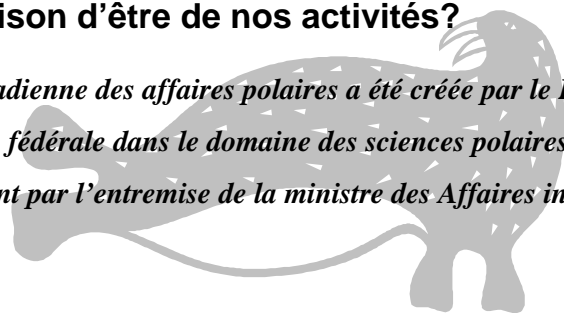 ison d’être de nos activités?
adienne des affaires polaires a été créée par le
fédérale dans le domaine des sciences polaires
nt par l’entremise de la ministre des Affaires in